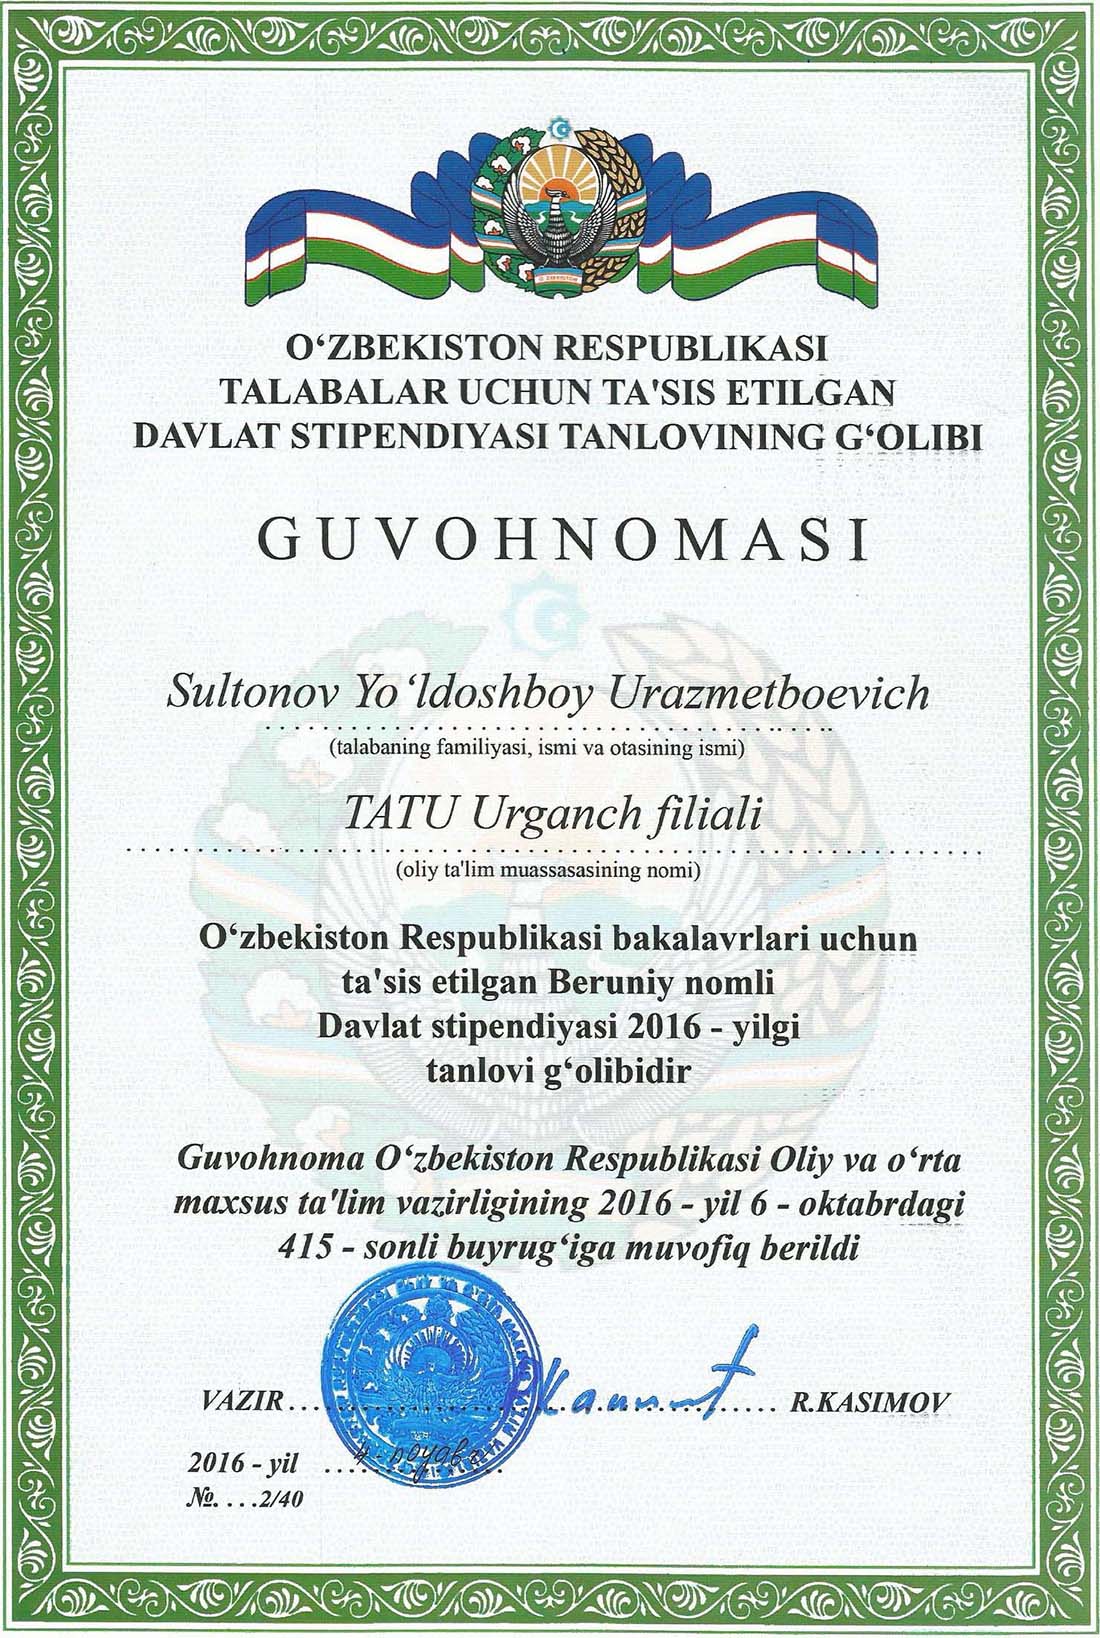 O‘ZBEKISTON RESPUBLIKASI
TALABALAR UCHUN TA'SIS ETILGAN
DAVLAT STIPENDIYASI TANLOVINING G‘OLIBI
GUVOHNOMASI
Sultonov Yo‘ldoshboy Urazmetboevich
(talabaning familiyasi, ismi va otasining ismi)
TATU Urganch filiali
(oliy ta'lim muassasasining nomi)
O‘zbekiston Respublikasi bakalavrlari uchun
ta'sis etilgan Beruniy nomli
Davlat stipendiyasi 2016 - yilgi
tanlovi g‘olibidir
Guvohnoma O‘zbekiston Respublikasi Oliy va o‘rta
maxsus ta'lim vazirligining 2016 - yil 6 - oktabrdagi
415 - sonli buyrug‘iga muvofiq berildi
VAZIR................................................ R.KASIMOV
2016 - yil
№. . . .2/40